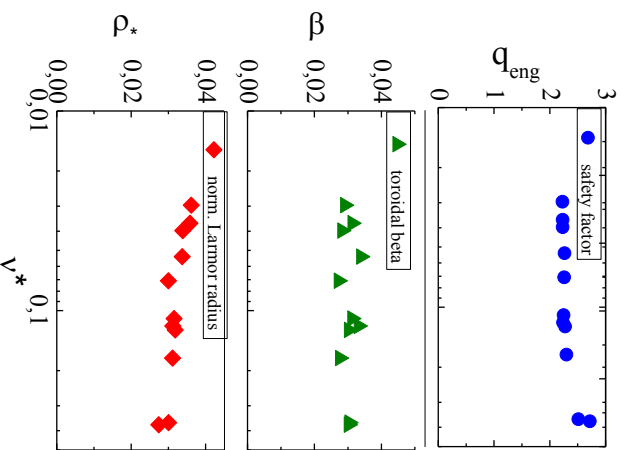 q_eng
0
1
2
3
safety factor
β
0,00
0,02
0,04
toroidal beta
ρ*
0,00
0,02
0,04
norm. Larmor radius
0,01
0,1
ν*